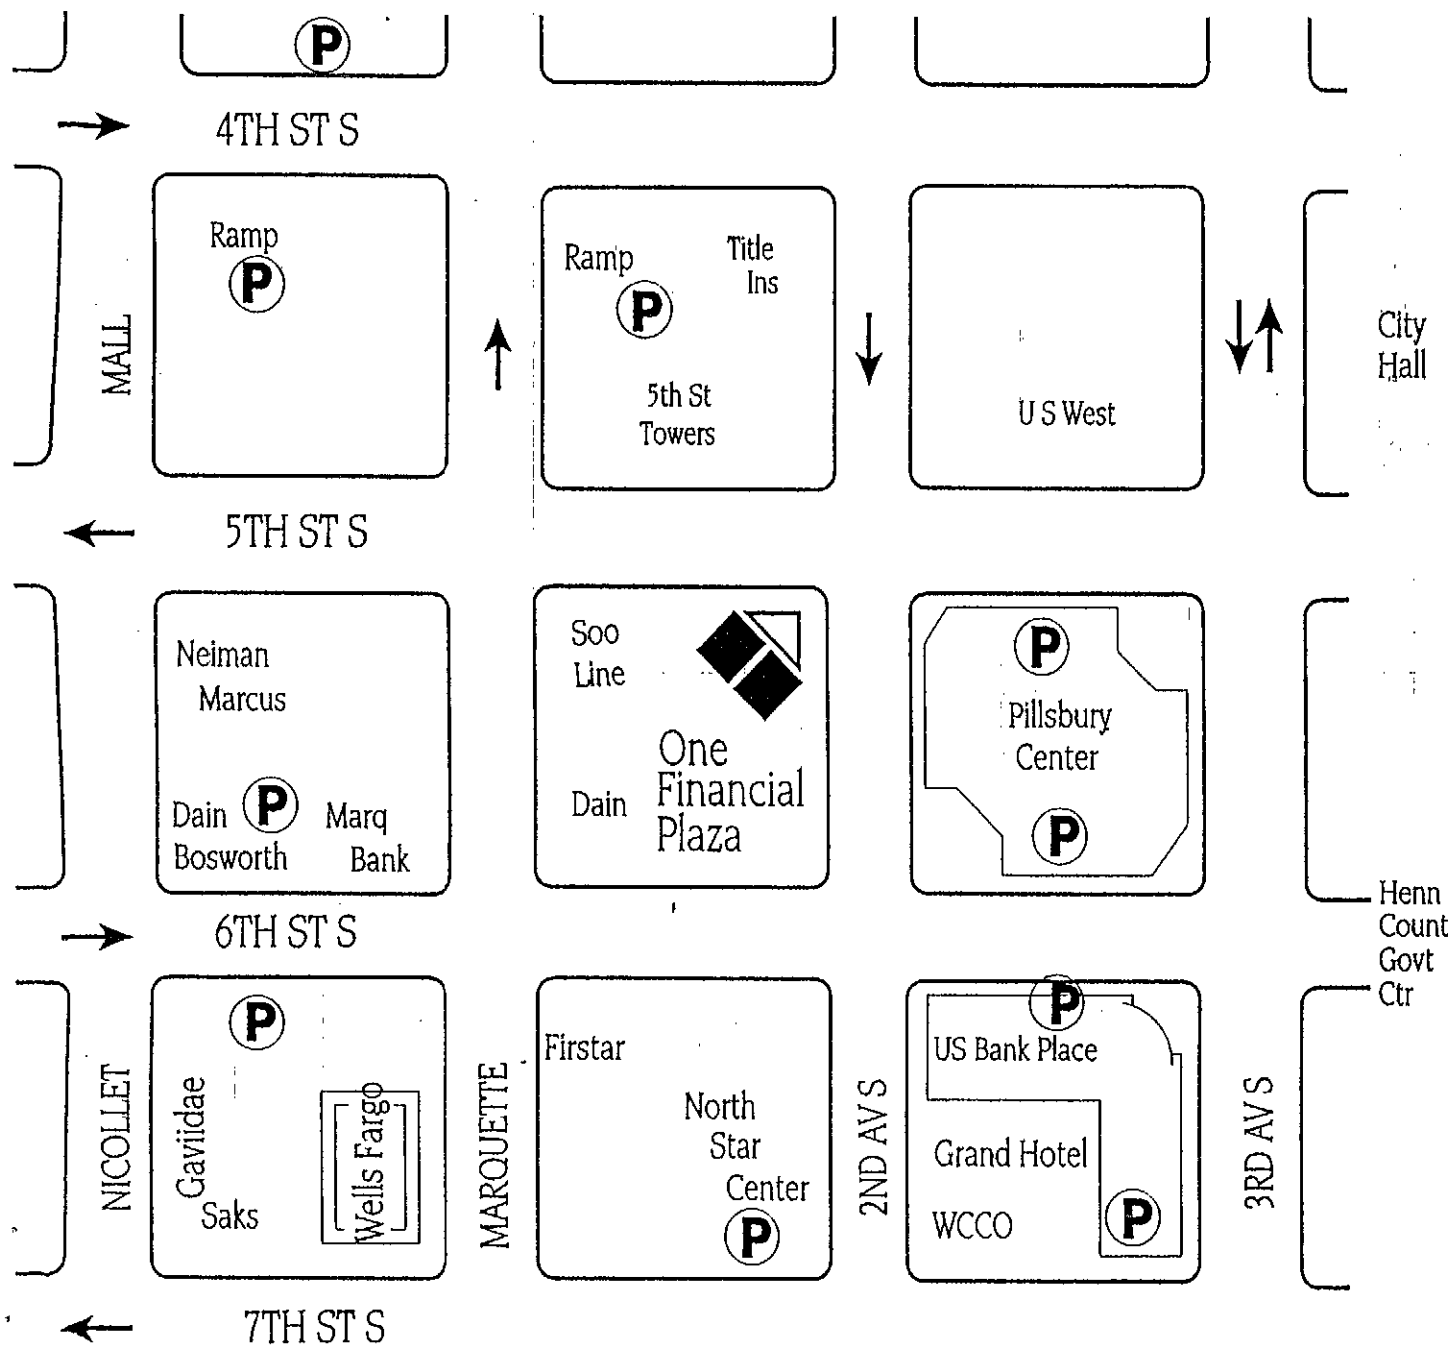 P
4TH ST S
Ramp
P
Ramp
P
Title
Ins
5th St
Towers
U S West
City
Hall
MALL
5TH ST S
Neiman
Marcus
Dain
Bosworth
P
Marq
Bank
Soo
Line
Dain
One
Financial
Plaza
P
Pillsbury
Center
P
6TH ST S
Henn
Count
Govt
Ctr
NICOLLET
P
Gaviidae
Saks
Wells Fargo
MARQUETTE
Firstar
North
Star
Center
P
2ND AV S
P
US Bank Place
Grand Hotel
WCCO
P
3RD AV S
7TH ST S